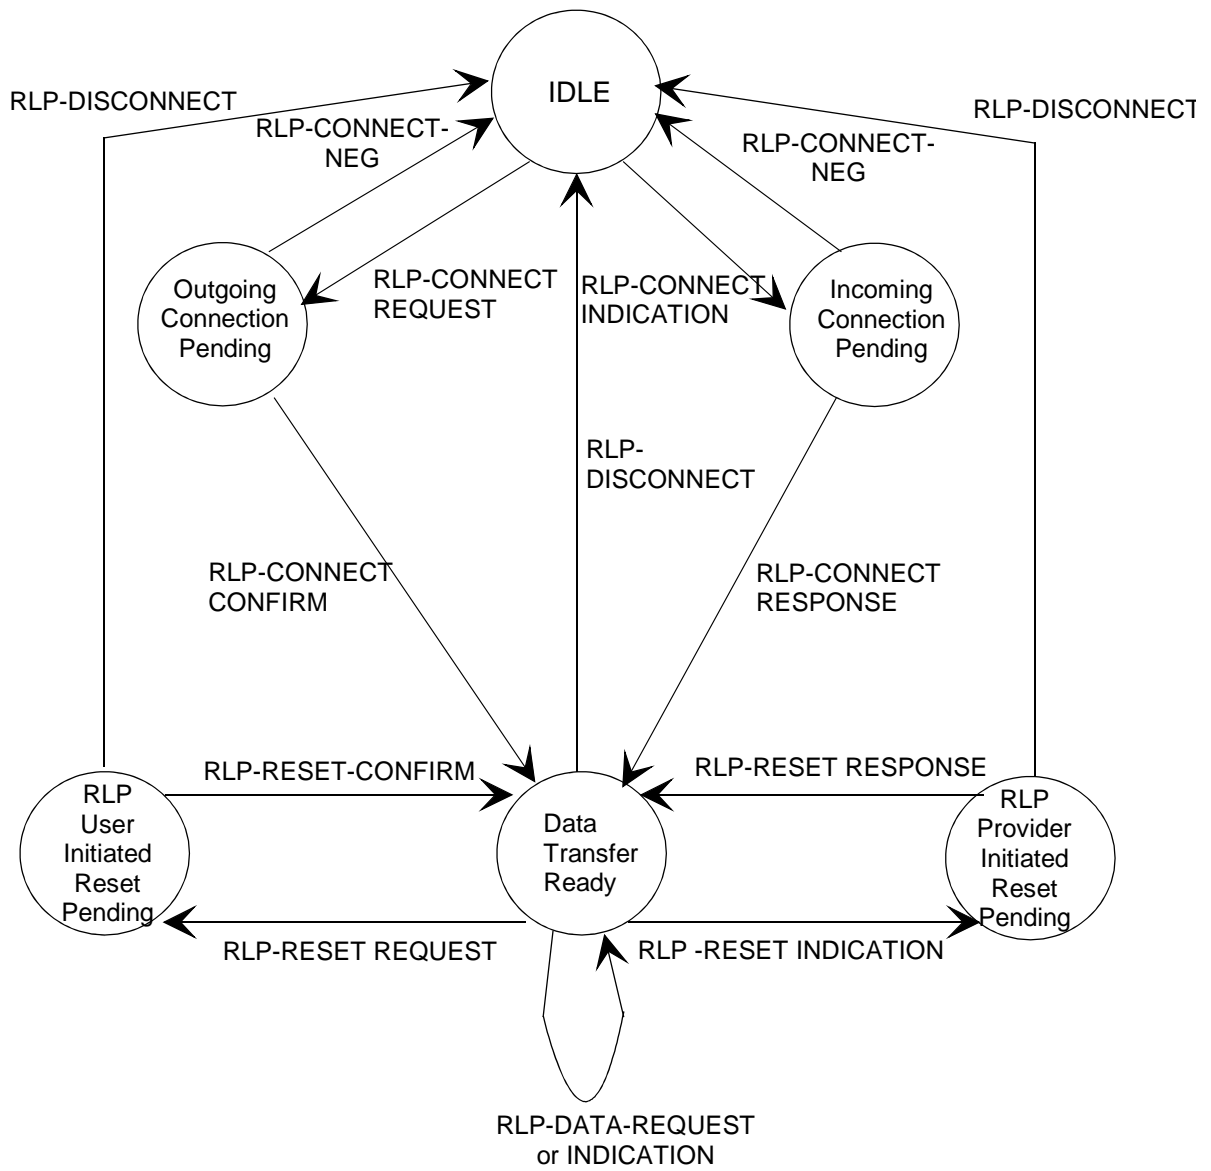 IDLE
RLP-DISCONNECT
RLP-DISCONNECT
RLP-CONNECT-
NEG
RLP-CONNECT-
NEG
Outgoing
Connection
Pending
RLP-CONNECT
REQUEST
RLP-CONNECT
INDICATION
Incoming
Connection
Pending
RLP-
DISCONNECT
RLP-CONNECT
CONFIRM
RLP-CONNECT
RESPONSE
RLP-RESET-CONFIRM
RLP-RESET RESPONSE
RLP
User
Initiated
Reset
Pending
Data
Transfer
Ready
RLP
Provider
Initiated
Reset
Pending
RLP-RESET REQUEST
RLP -RESET INDICATION
RLP-DATA-REQUEST
or INDICATION